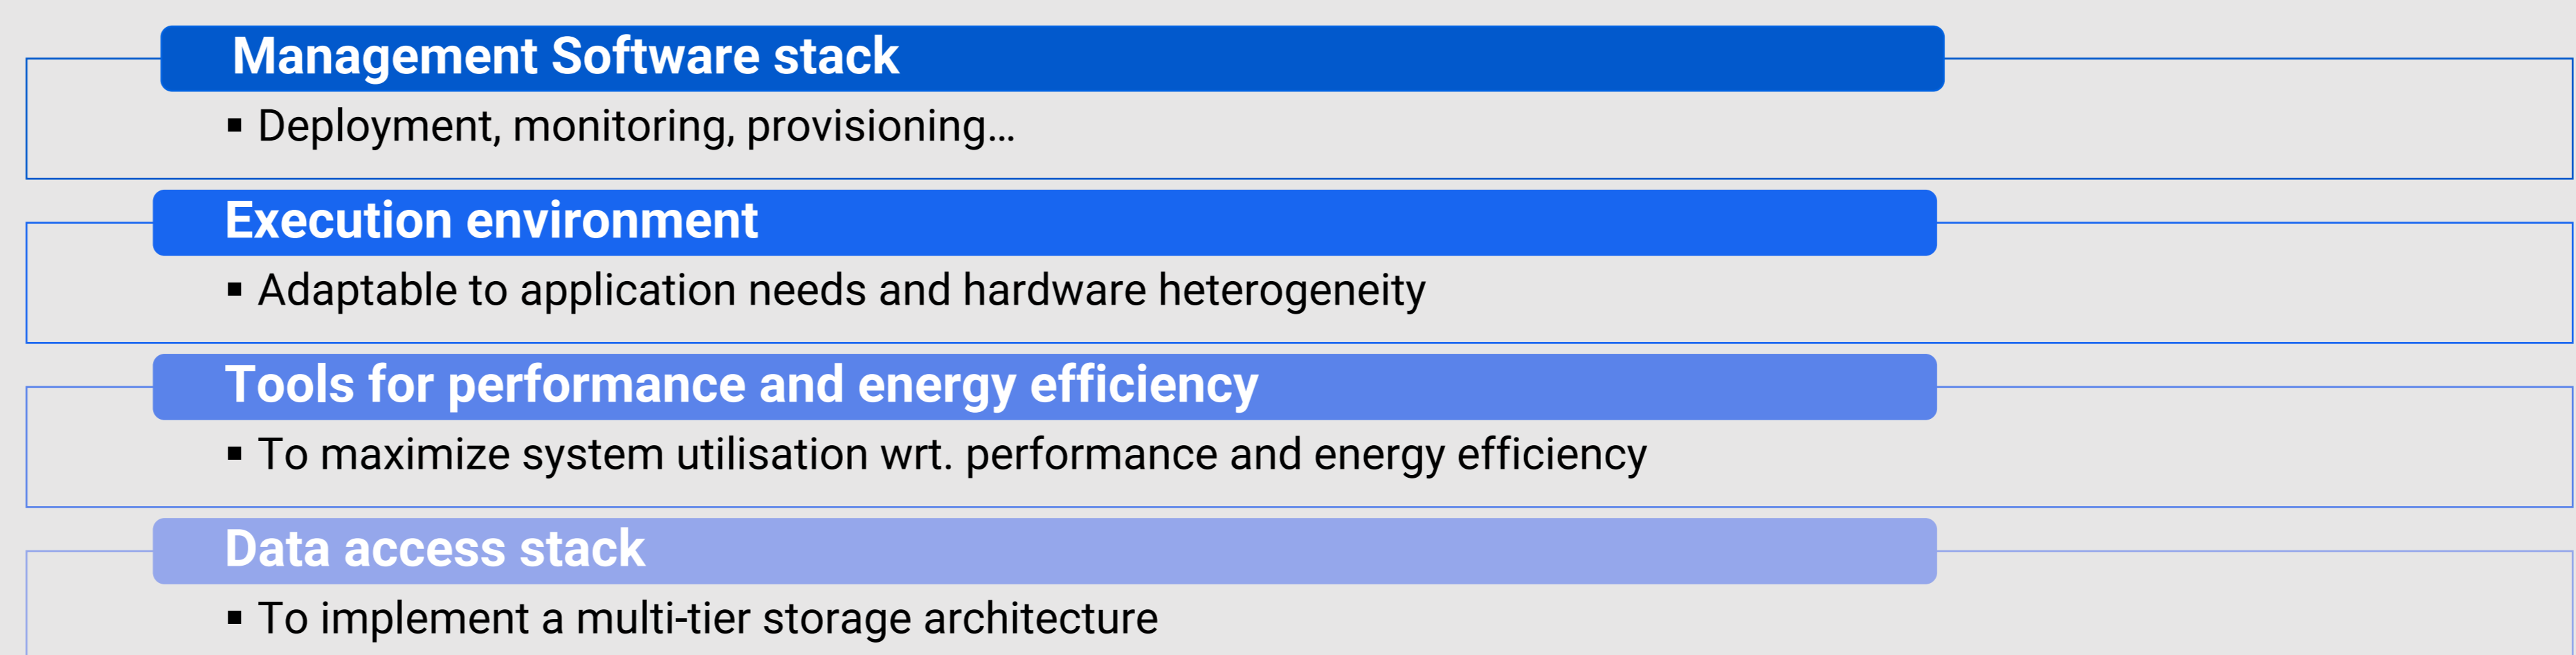 Management Software stack
▪ Deployment, monitoring, provisioning…
Execution environment
▪ Adaptable to application needs and hardware heterogeneity
Tools for performance and energy efficiency
▪ To maximize system utilisation wrt. performance and energy efficiency
Data access stack
▪ To implement a multi-tier storage architecture